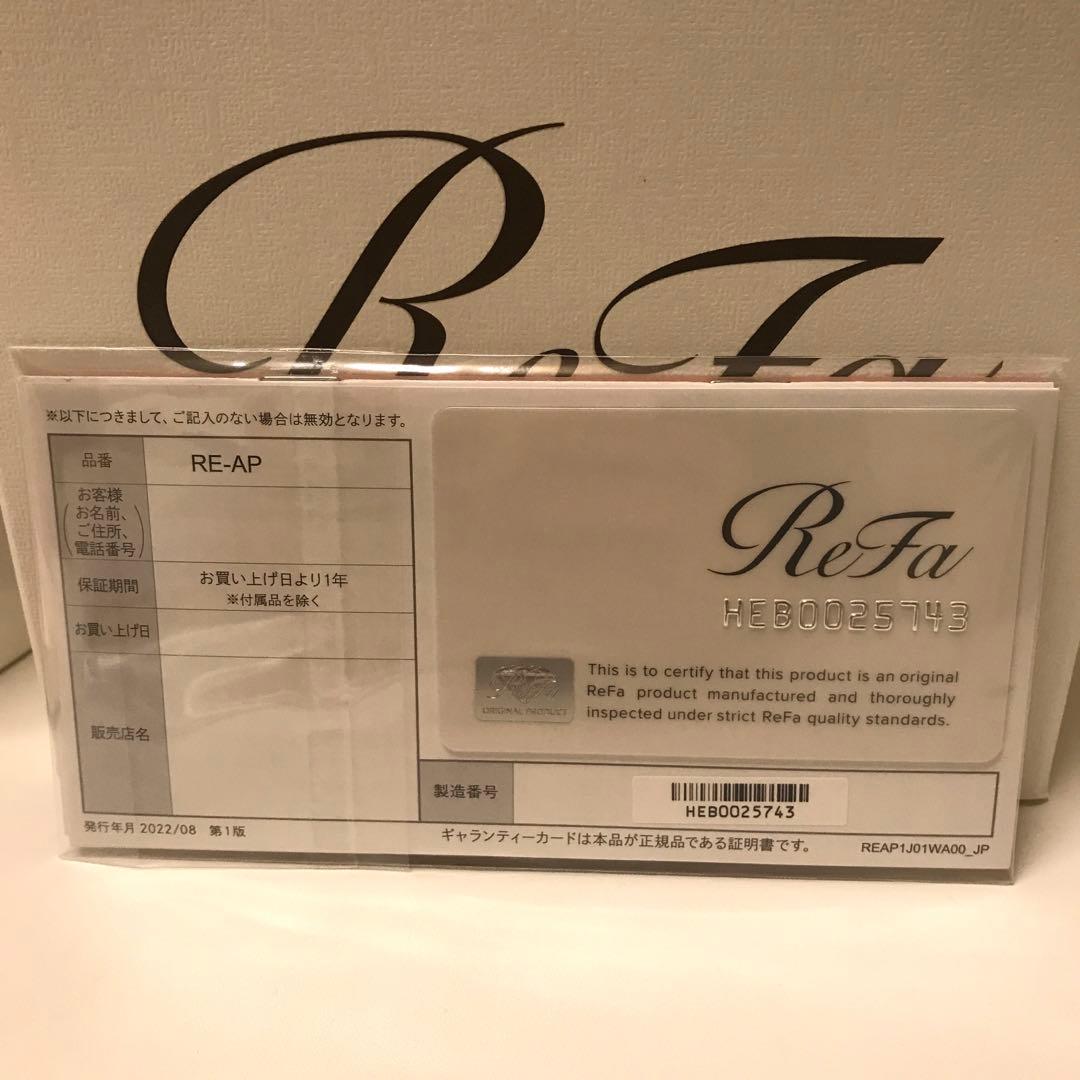 ReFa
※以下につきまして、ご記入のない場合は無効となります。
品番
RE-AP
お客様
お名前、
ご住所、
電話番号
保証期間
お買い上げ日より1年
※付属品を除く
お買い上げ日
販売店名
発行年月 2022/08 第1版
ReFa
HEB0025743
ReFa
ORIGINAL PRODUCT
This is to certify that this product is an original
ReFa product manufactured and thoroughly
inspected under strict ReFa quality standards.
製造番号
HEB0025743
ギャランティーカードは本品が正規品である証明書です。
REAP1J01WA00_JP